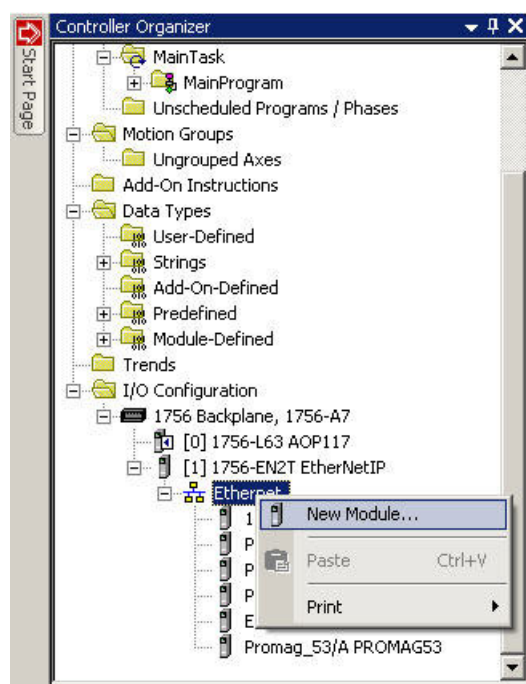 Controller Organizer
Start Page
MainTask
MainProgram
Unscheduled Programs / Phases
Motion Groups
Ungrouped Axes
Add-On Instructions
Data Types
User-Defined
Strings
Add-On-Defined
Predefined
Module-Defined
Trends
I/O Configuration
1756 Backplane, 1756-A7
[0] 1756-L63 AOP117
[1] 1756-EN2T EtherNetIP
Ethernet
1
P
P
P
E
Promag_53/A PROMAG53
New Module...
Paste Ctrl+V
Print